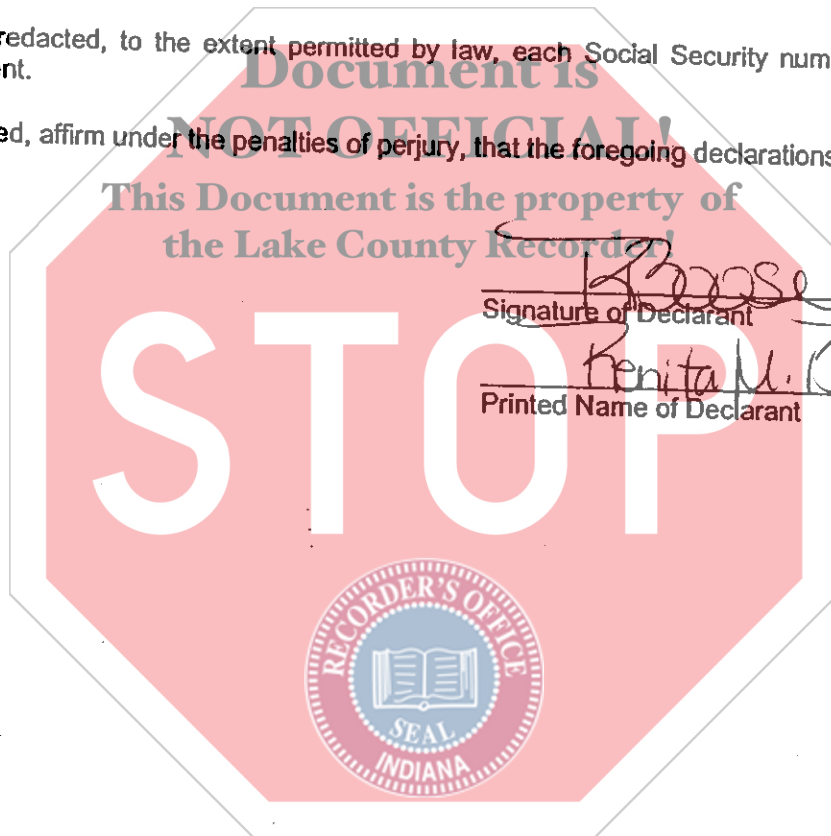 redacted, to the extent permitted by law, each Social Security num
nt.
Document is
ed, affirm under the penalties of perjury, that the foregoing declarations
NOT OFFICIAL!
This Document is the property of
the Lake County Recorder!
Signature of Declarant
Kenita M.
Printed Name of Declarant
STOP
RECORDER'S OFFICE
SEAL
INDIANA